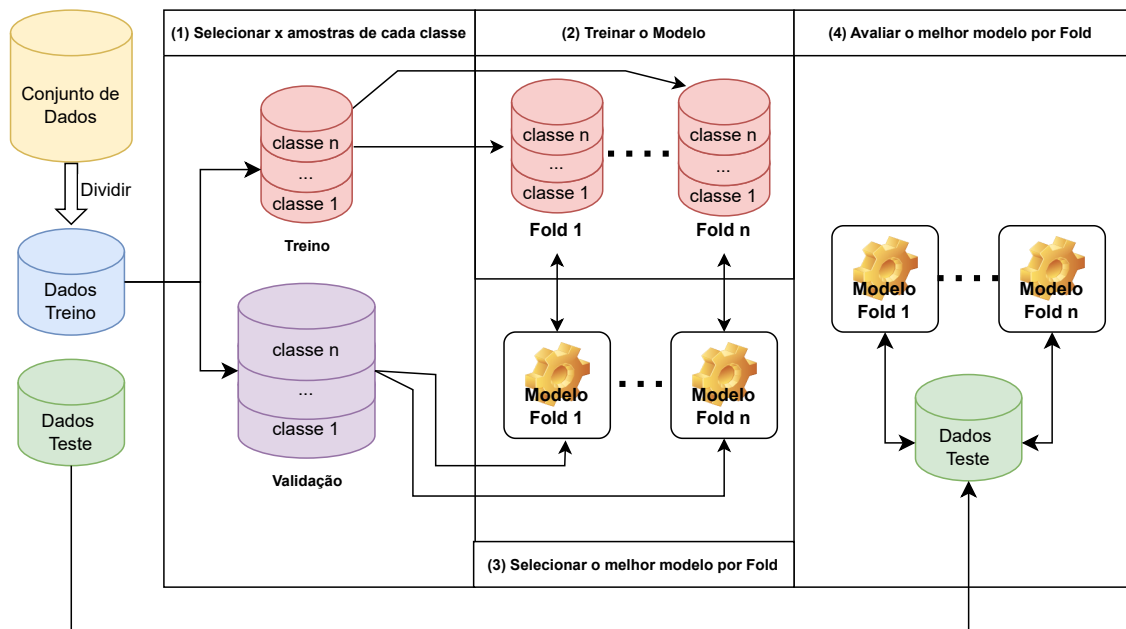 Conjunto de
Dados
Dividir
Dados
Treino
Dados
Teste
(1) Selecionar x amostras de cada classe
classe n
...
classe 1
Treino
classe n
...
classe 1
Validação
(2) Treinar o Modelo
classe n
...
classe 1
Fold 1
classe n
...
classe 1
Fold n
Modelo
Fold 1
Modelo
Fold n
(3) Selecionar o melhor modelo por Fold
(4) Avaliar o melhor modelo por Fold
Modelo
Fold 1
Modelo
Fold n
Dados
Teste